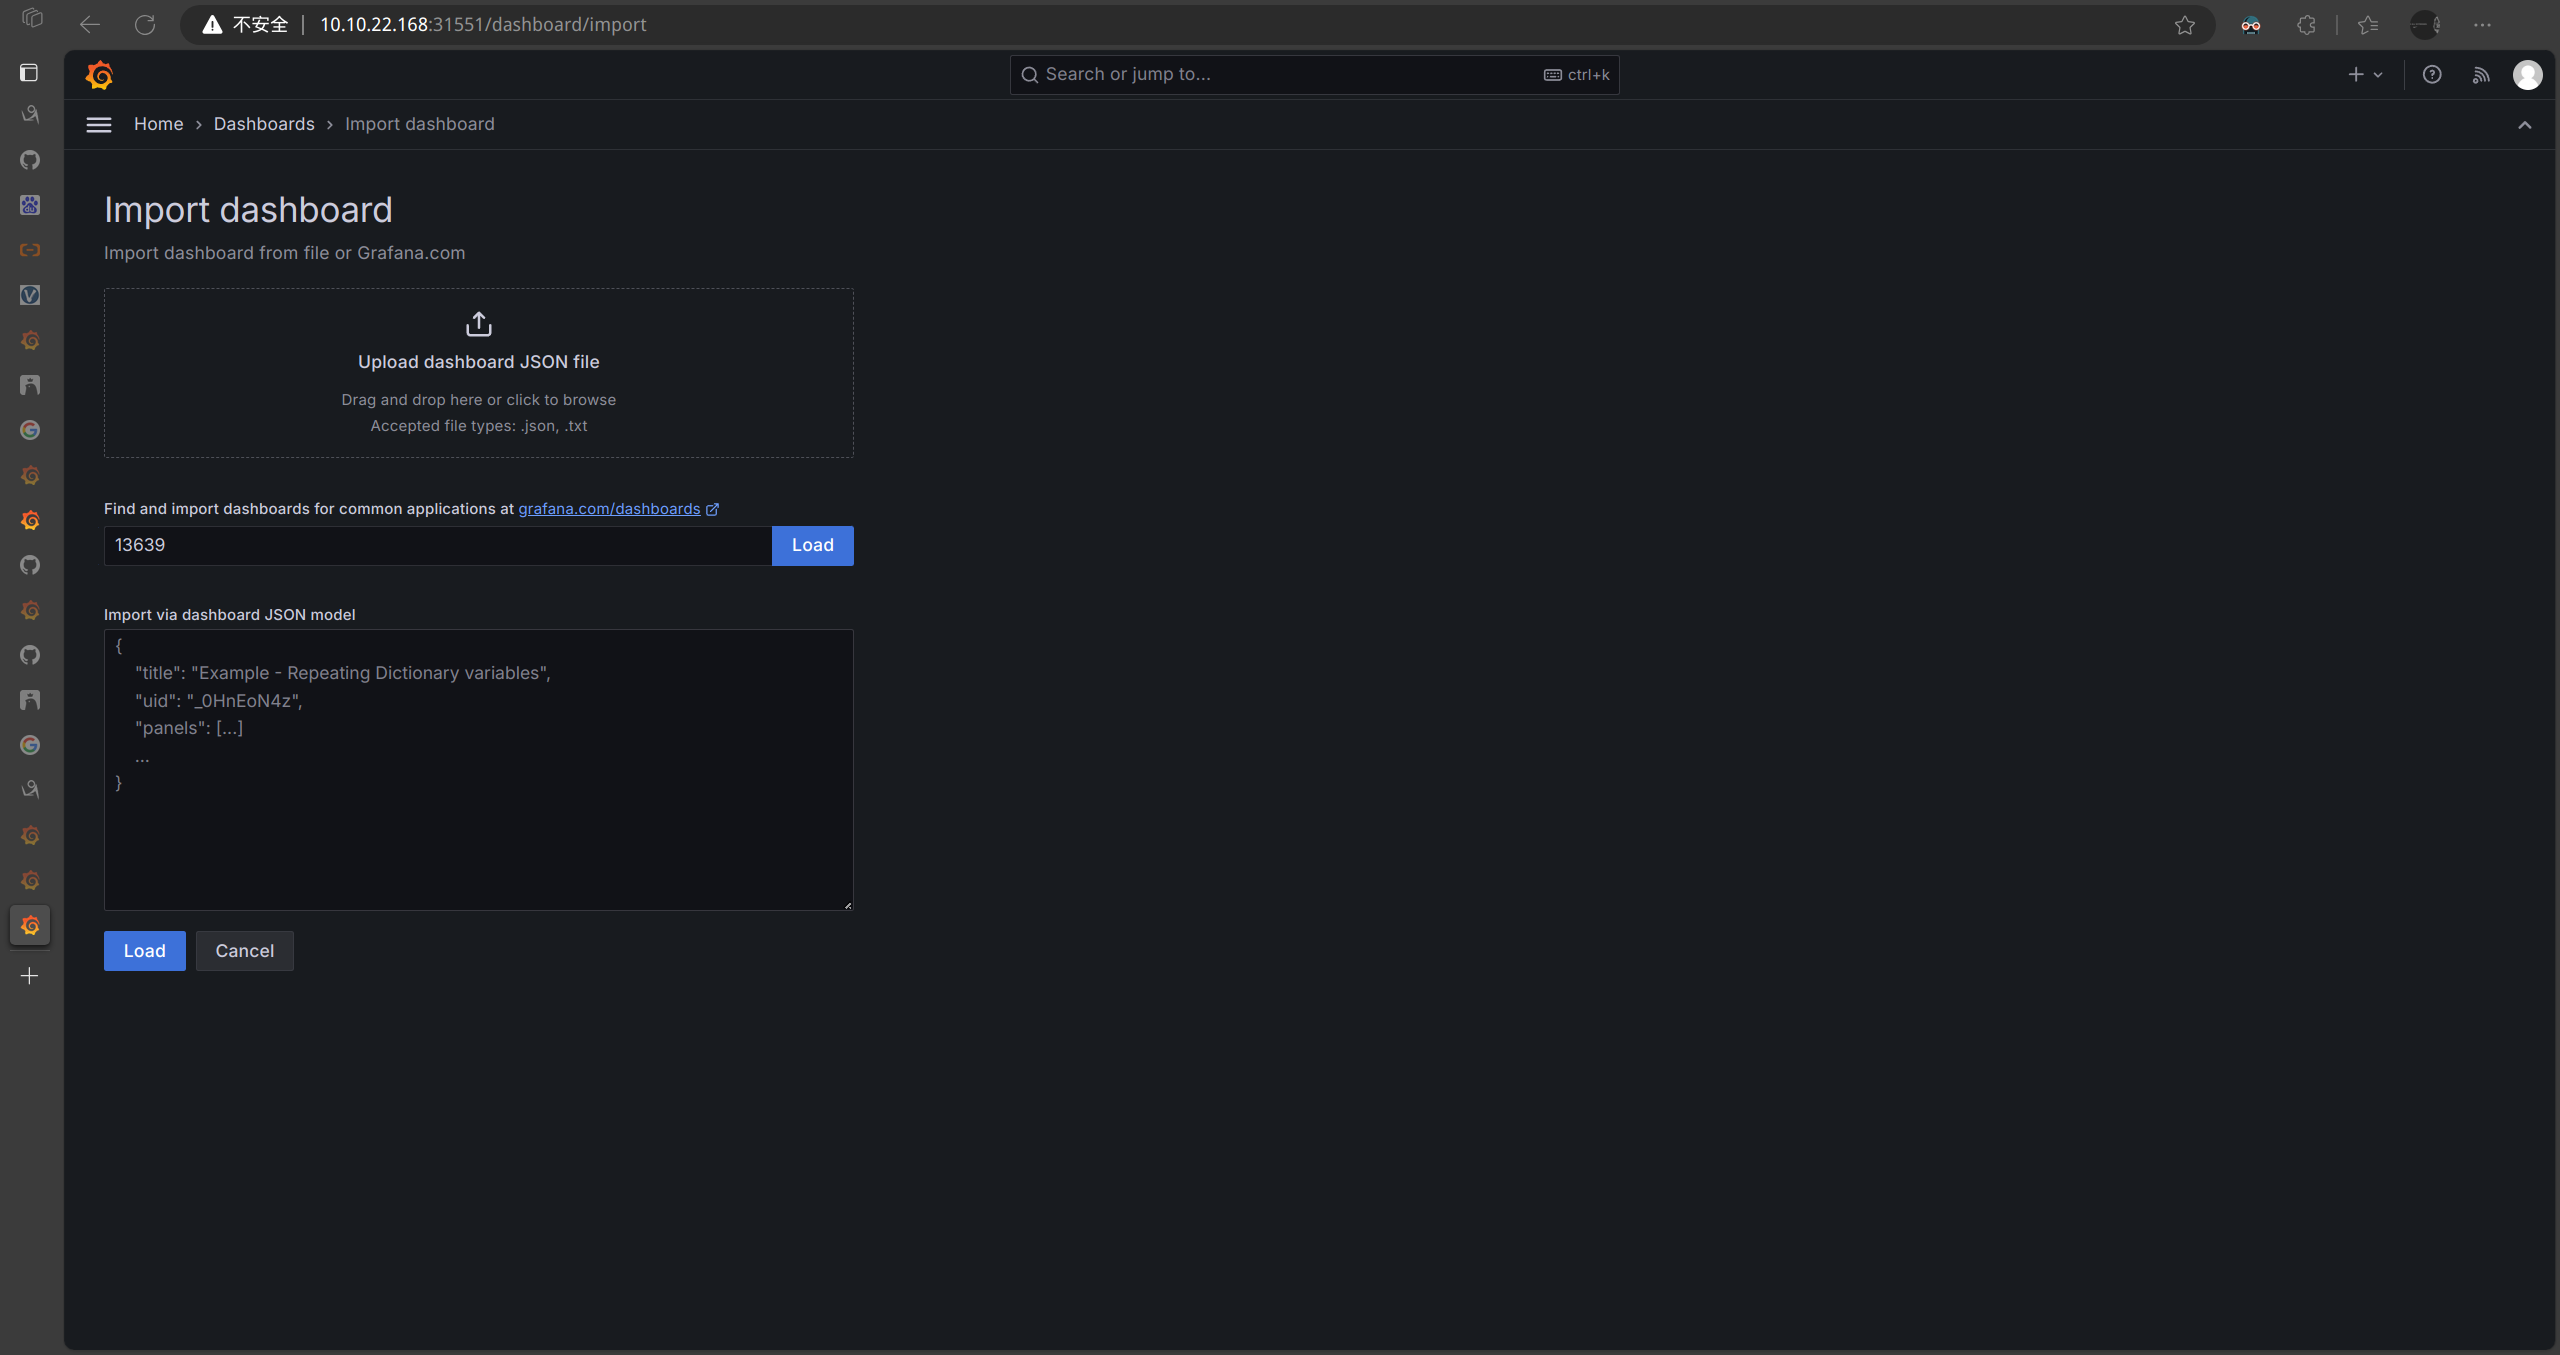 不安全 10.10.22.168:31551/dashboard/import
Search or jump to... ctrl+k
Home › Dashboards › Import dashboard
Import dashboard
Import dashboard from file or Grafana.com
Upload dashboard JSON file
Drag and drop here or click to browse
Accepted file types: .json, .txt
Find and import dashboards for common applications at grafana.com/dashboards
13639 Load
Import via dashboard JSON model
{
"title": "Example - Repeating Dictionary variables",
"uid": "_0HnEoN4z",
"panels": [...]
...
}
Load Cancel